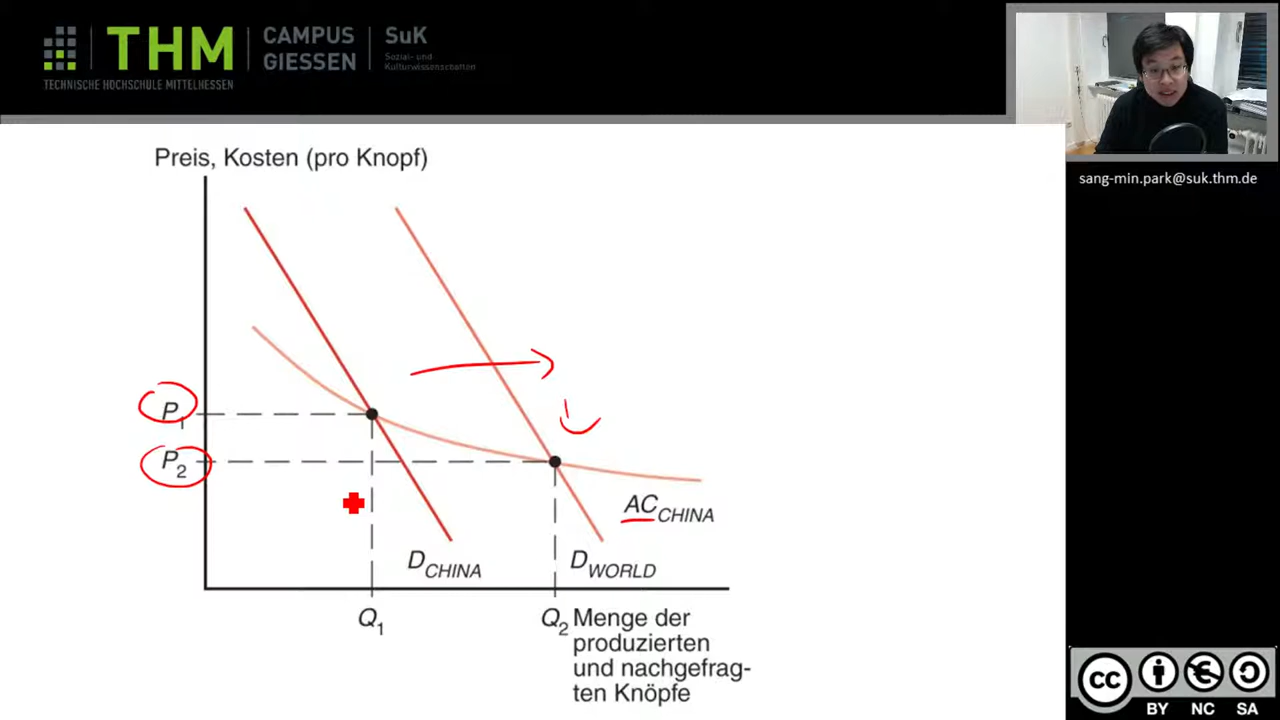 THM
CAMPUS
GIESSEN
SuK
Sozial- und
Kulturwissenschaften
TECHNISCHE HOCHSCHULE MITTELHESSEN
sang-min.park@suk.thm.de
Preis, Kosten (pro Knopf)
P1
P2
AC CHINA
D CHINA
D WORLD
Q1
Q2
Menge der
produzierten
und nachgefrag-
ten Knöpfe
cc
BY NC SA